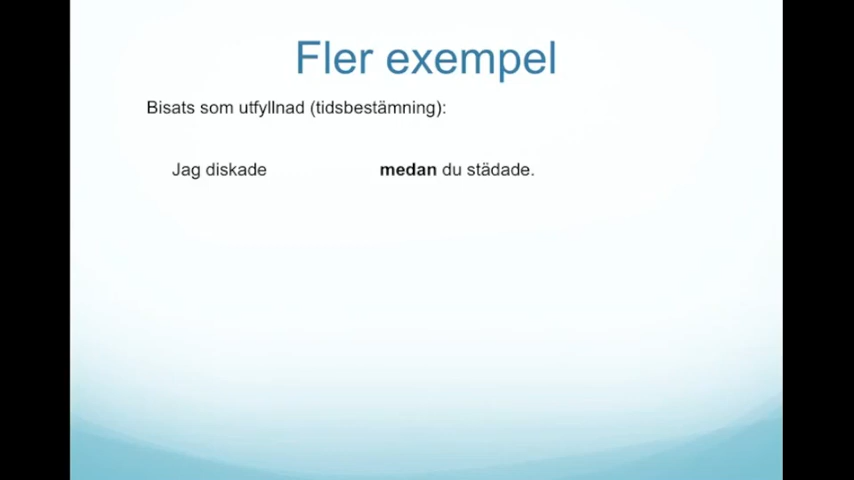 Fler exempel
Bisats som utfyllnad (tidsbestämning):
Jag diskade medan du städade.